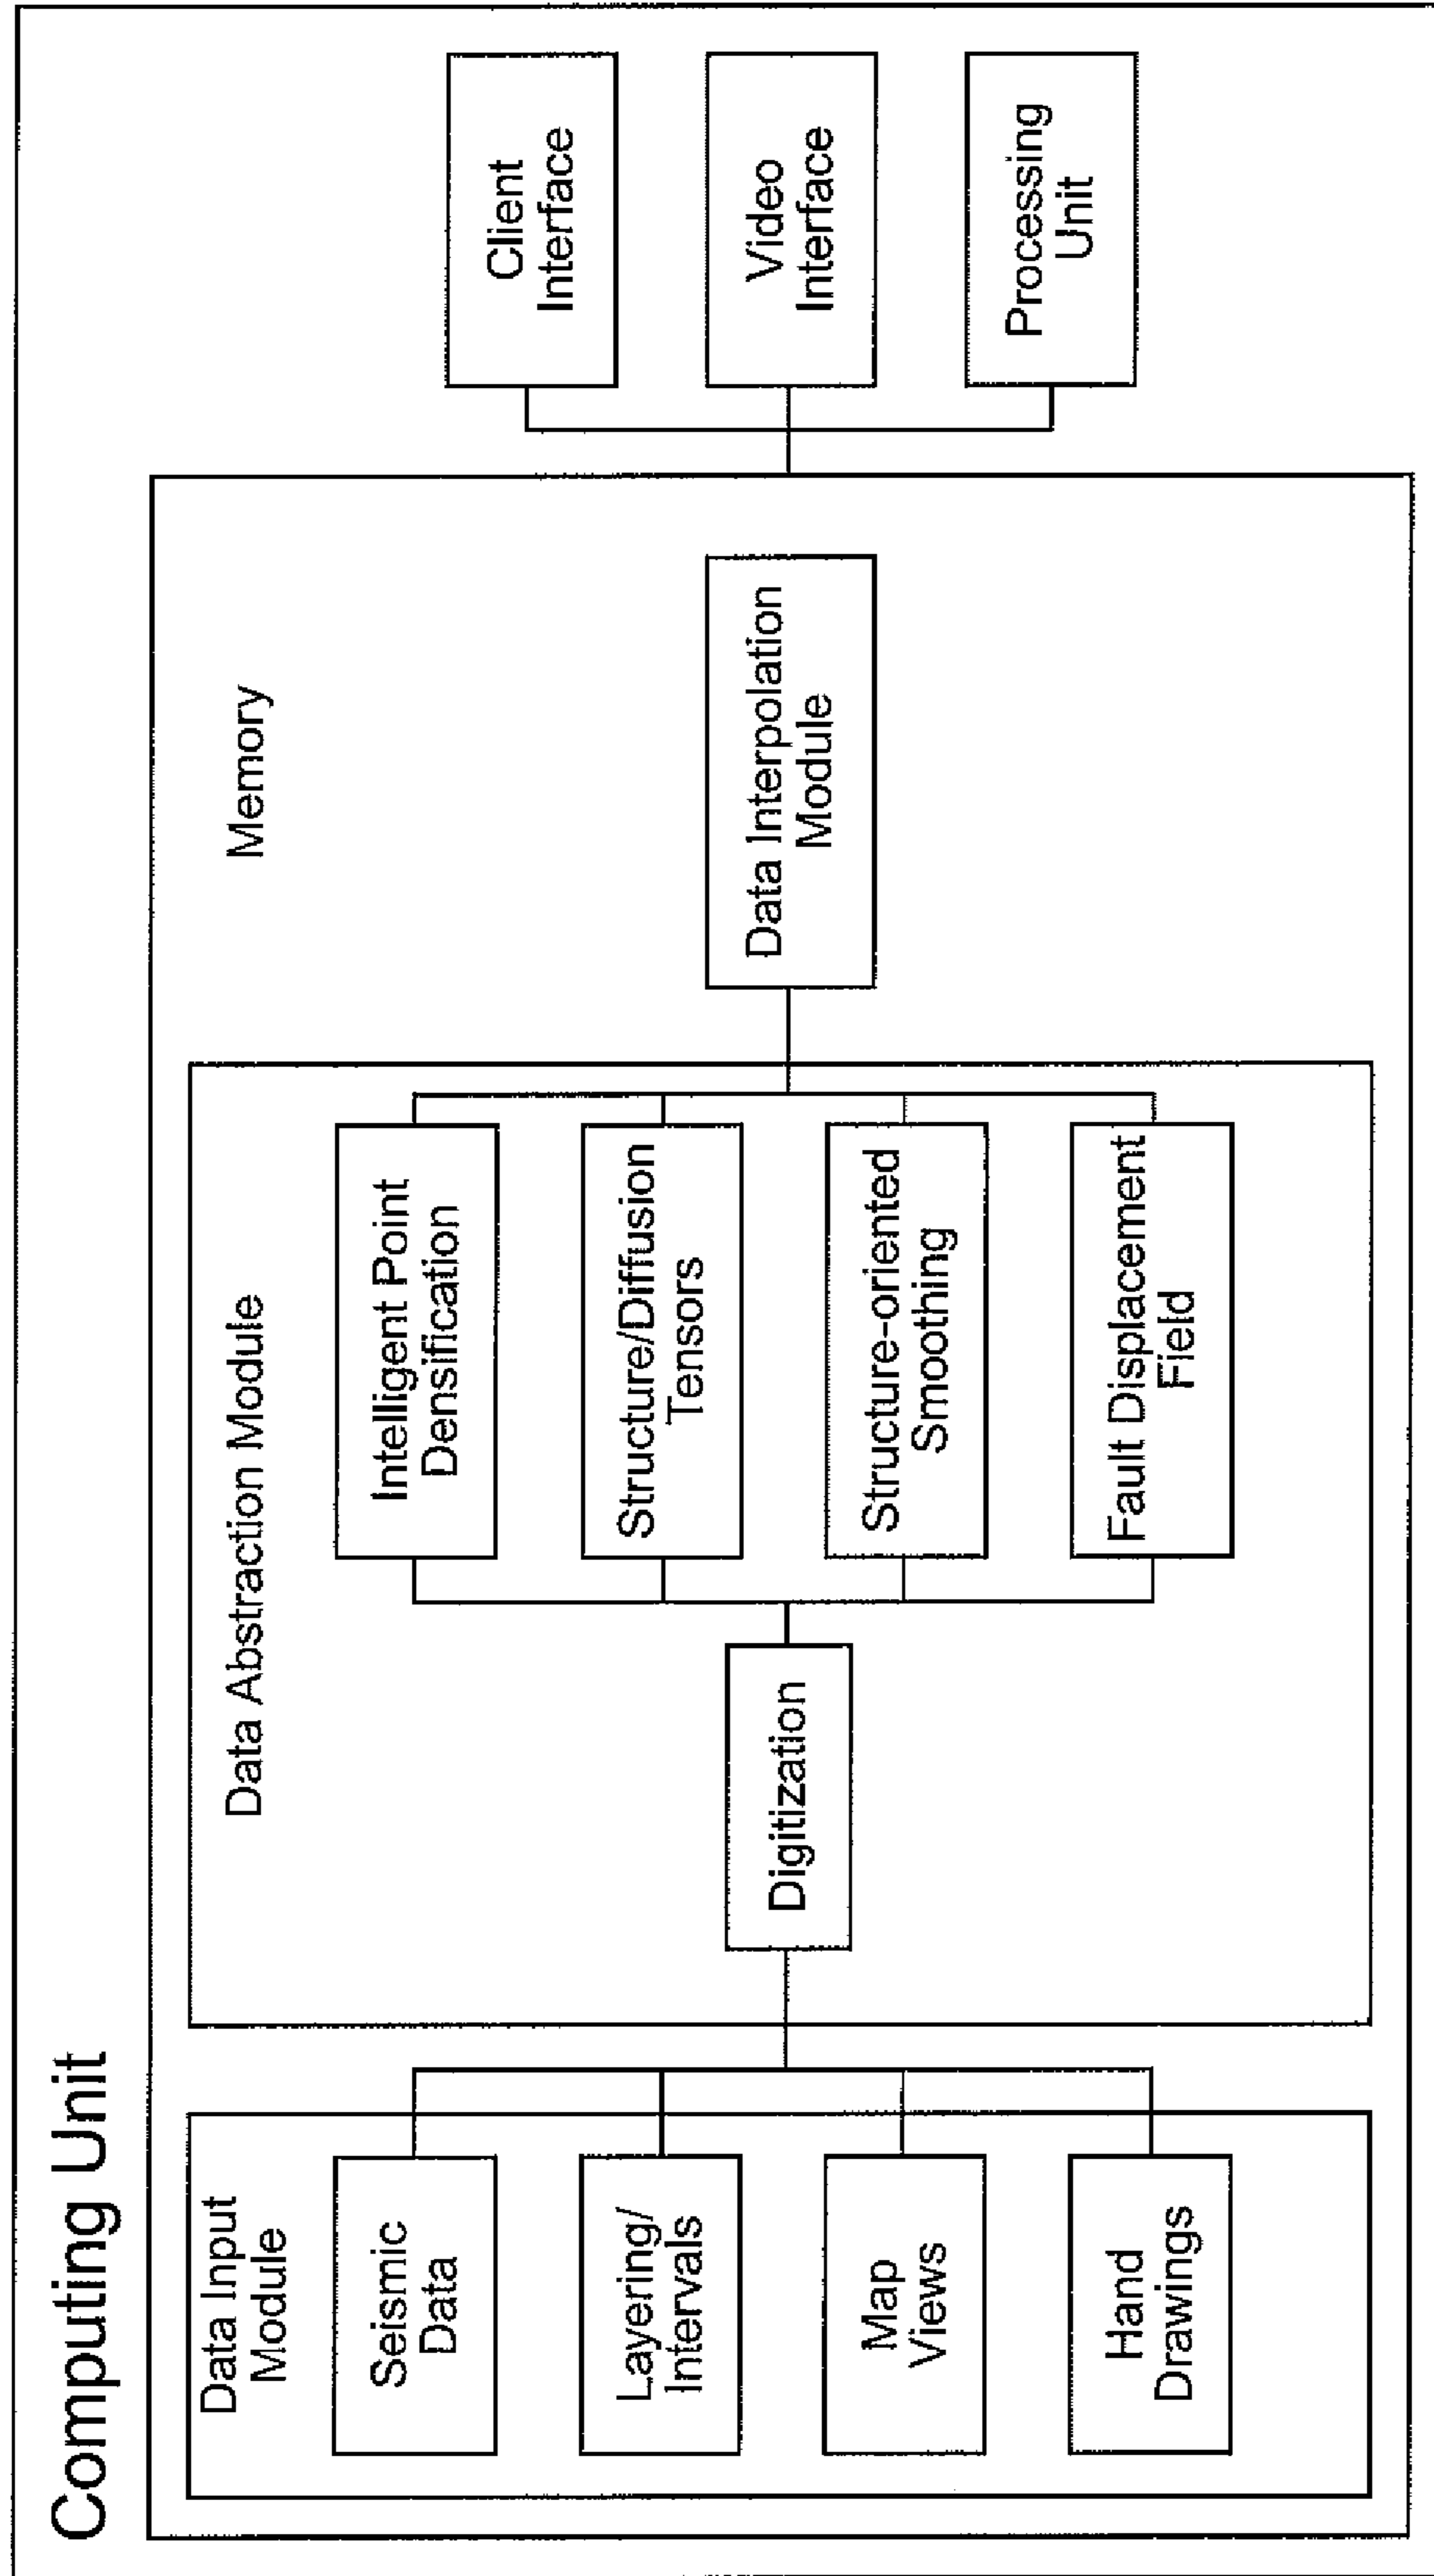 Computing Unit
Memory
Data Input
Module
Seismic
Data
Layering/
Intervals
Map
Views
Hand
Drawings
Data Abstraction Module
Digitization
Intelligent Point
Densification
Structure/Diffusion
Tensors
Structure-oriented
Smoothing
Fault Displacement
Field
Data Interpolation
Module
Client
Interface
Video
Interface
Processing
Unit